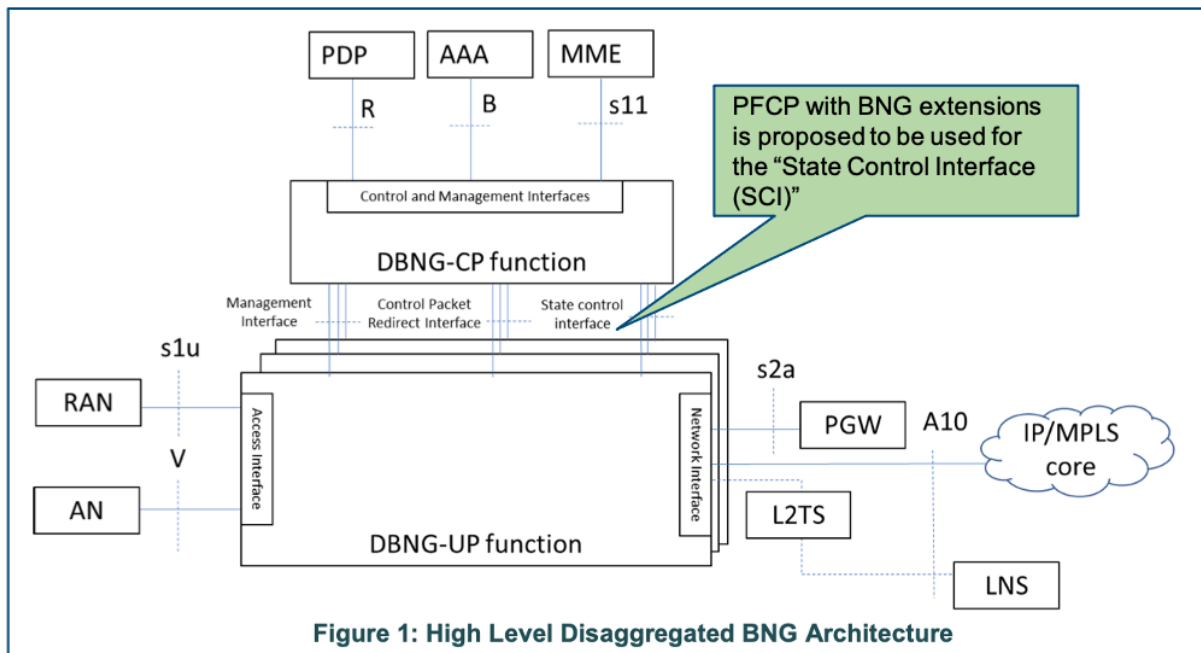 PDP
AAA
MME
R
B
s11
PFCP with BNG extensions
is proposed to be used for
the “State Control Interface
(SCI)”
Control and Management Interfaces
DBNG-CP function
Management
Interface
Control Packet
Redirect Interface
State control
interface
s1u
RAN
V
AN
Access Interface
DBNG-UP function
Network Interface
s2a
PGW
A10
IP/MPLS
core
L2TS
LNS
Figure 1: High Level Disaggregated BNG Architecture